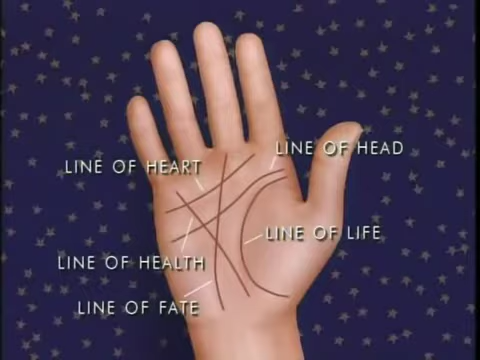 LINE OF HEAD
LINE OF HEART
LINE OF LIFE
LINE OF HEALTH
LINE OF FATE